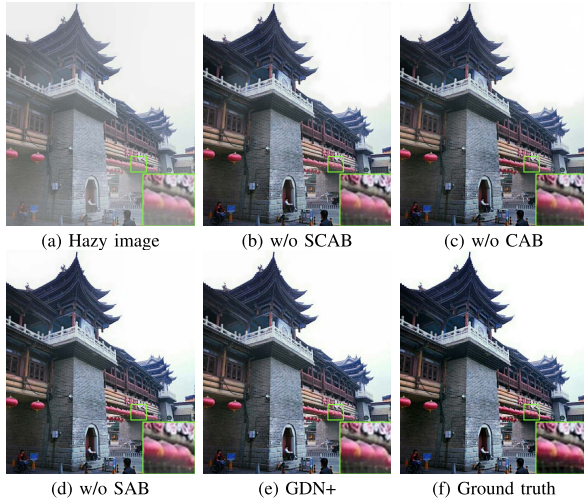 (a) Hazy image
(b) w/o SCAB
(c) w/o CAB
(d) w/o SAB
(e) GDN+
(f) Ground truth